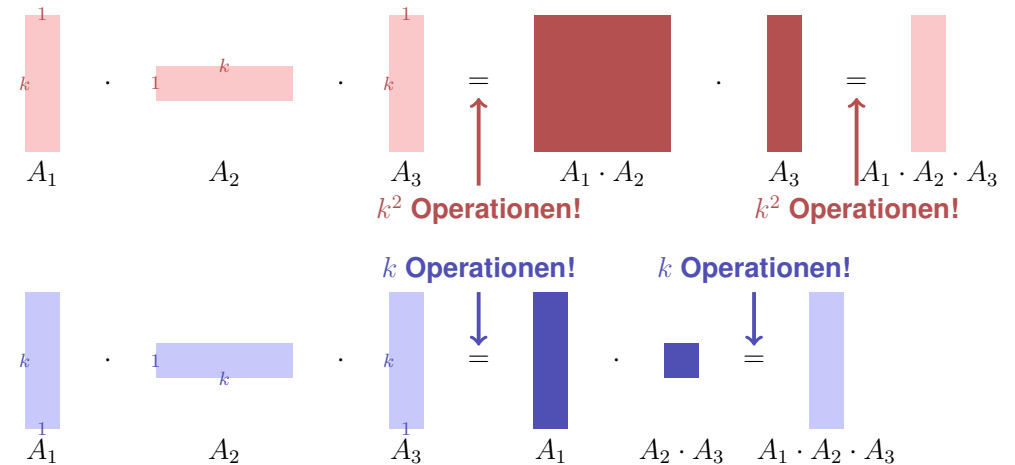 1 k 1
k · 1 · k = · =
A₁ A₂ A₃ A₁ · A₂ A₃ A₁ · A₂ · A₃
k² Operationen! k² Operationen!
k Operationen! k Operationen!
k · 1 · k = · =
k
1 1
A₁ A₂ A₃ A₁ A₂ · A₃ A₁ · A₂ · A₃